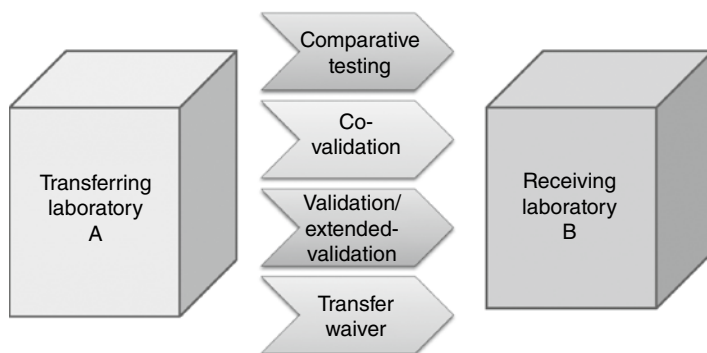 Transferring
laboratory
A
Comparative
testing
Co-
validation
Validation/
extended-
validation
Transfer
waiver
Receiving
laboratory
B